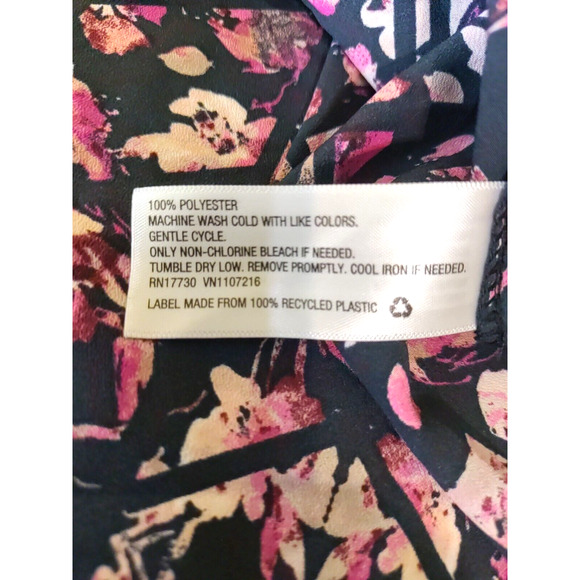 100% POLYESTER
MACHINE WASH COLD WITH LIKE COLORS.
GENTLE CYCLE.
ONLY NON-CHLORINE BLEACH IF NEEDED.
TUMBLE DRY LOW. REMOVE PROMPTLY. COOL IRON IF NEEDED.
RN17730 VN1107216
LABEL MADE FROM 100% RECYCLED PLASTIC